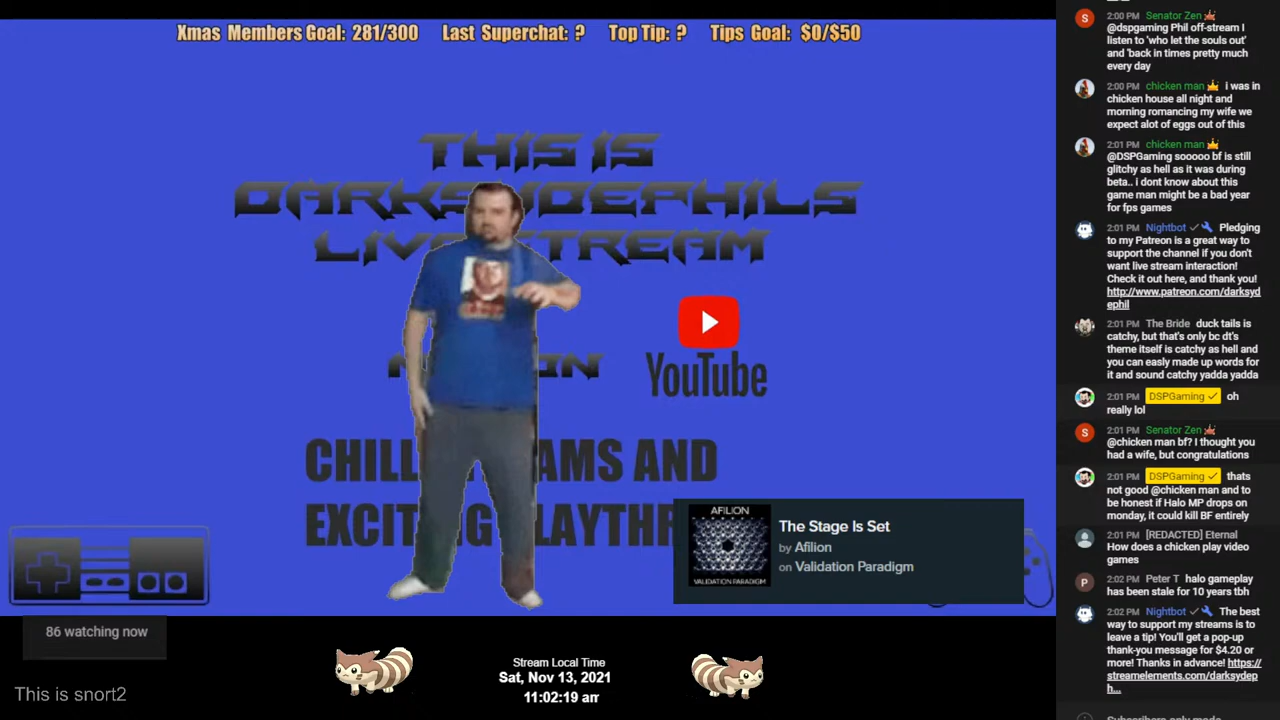 Xmas Members Goal: 281/300 Last Superchat: ? Top Tip: ? Tips Goal: $0/$50
THIS IS
LIVESTREAM
YouTube
AMS AND
The Stage Is Set
by Afilion
on Validation Paradigm
AFILION
VALIDATION PARADIGM
86 watching now
Stream Local Time
Sat, Nov 13, 2021
11:02:19 am
This is snort2
2:00 PM Senator Zen
@dspgaming Phil off-stream I
listen to 'who let the souls out'
and 'back in times pretty much
every day
2:00 PM chicken man i was in
chicken house all night and
morning romancing my wife we
expect alot of eggs out of this
2:01 PM chicken man
@DSPGaming sooooo bf is still
glitchy as hell as it was during
beta.. i dont know about this
game man might be a bad year
for fps games
2:01 PM Nightbot Pledging
to my Patreon is a great way to
support the channel if you don't
want live stream interaction!
Check it out here, and thank you!
http://www.patreon.com/darksyd
ephil
2:01 PM The Bride duck tails is
catchy, but that's only bc dt's
theme itself is catchy as hell and
you can easily made up words for
it and sound catchy yadda yadda
2:01 PM DSPGaming oh
really lol
2:01 PM Senator Zen
@chicken man bf? I thought you
had a wife, but congratulations
2:01 PM DSPGaming thats
not good @chicken man and to
be honest if Halo MP drops on
monday, it could kill BF entirely
2:01 PM [REDACTED] Eternal
How does a chicken play video
games
2:02 PM Peter T halo gameplay
has been stale for 10 years tbh
2:02 PM Nightbot The best
way to support my streams is to
leave a tip! You'll get a pop-up
thank-you message for $4.20 or
more! Thanks in advance! https:/
streamelements.com/darksydep
h...